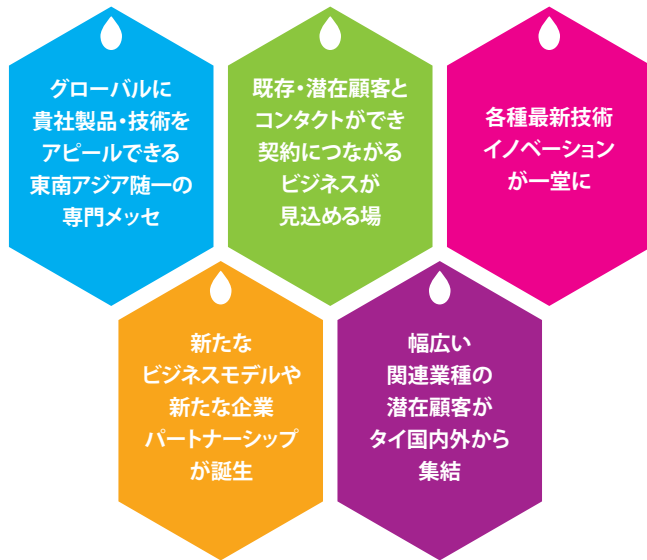 グローバルに
貴社製品・技術を
アピールできる
東南アジア随一の
専門メッセ
既存・潜在顧客と
コンタクトができ
契約につながる
ビジネスが
見込める場
各種最新技術
イノベーション
が一堂に
新たな
ビジネスモデルや
新たな企業
パートナーシップ
が誕生
幅広い
関連業種の
潜在顧客が
タイ国内外から
集結